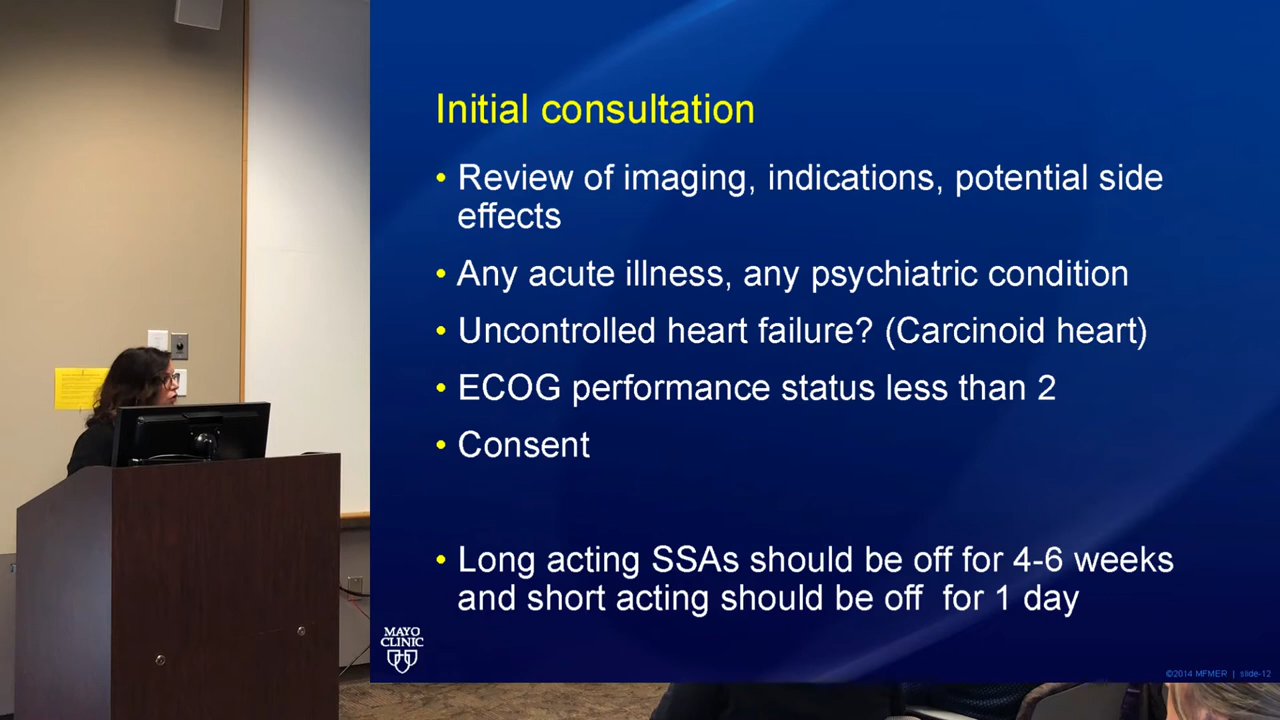 Initial consultation
• Review of imaging, indications, potential side
effects
• Any acute illness, any psychiatric condition
• Uncontrolled heart failure? (Carcinoid heart)
• ECOG performance status less than 2
• Consent
• Long acting SSAs should be off for 4-6 weeks
and short acting should be off for 1 day
MAYO
CLINIC
©2014 MFMER | slide-12